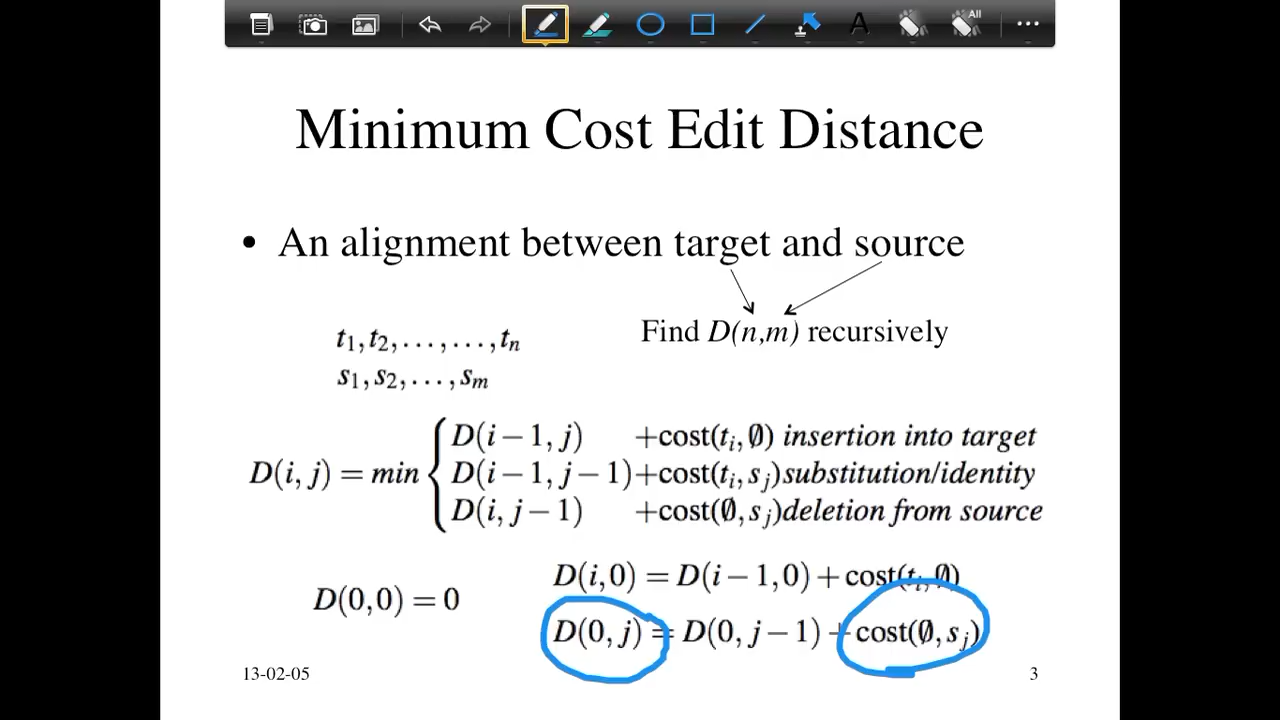 A
All
...
Minimum Cost Edit Distance
• An alignment between target and source
Find D(n,m) recursively
t₁,t₂,...,...,tₙ
s₁,s₂,...,sₘ
D(i, j) = min { D(i−1, j) +cost(tᵢ,∅) insertion into target
D(i−1, j−1)+cost(tᵢ,sⱼ)substitution/identity
D(i, j−1) +cost(∅,sⱼ)deletion from source
D(0,0) = 0
D(i,0) = D(i−1,0)+cost(tᵢ,∅)
D(0, j) = D(0, j−1)+cost(∅,sⱼ)
13-02-05
3